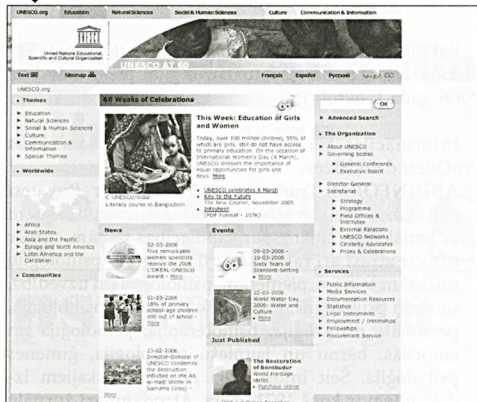 UNESCO.org Education Natural Sciences Social & Human Sciences Culture Communication & Information
United Nations Educational,
Scientific and Cultural Organization
UNESCO AT 60
Text Sitemap Français Español Русский
UNESCO.org
Themes
Education
Natural Sciences
Social & Human Sciences
Culture
Communication &
Information
Special Themes
Worldwide
Africa
Arab States
Asia and the Pacific
Europe and North America
Latin America and the
Caribbean
Communities
60 Weeks of Celebrations
This Week: Education of Girls
and Women
Today, over 100 million children, 55% of
which are girls, still do not have access
to primary education. On the occasion of
International Women's Day (8 March),
UNESCO stresses the importance of
equal opportunities for girls and
boys. More
© UNESCO/Vidal
Literacy course in Bangladesh
UNESCO celebrates 8 March
Key to the Future
The New Courier, November 2005
Infosheet
[PDF Format - 107K]
News
02-03-2006
Five remarkable
women scientists
receive the 2006
L'OREAL-UNESCO
Award - More
01-03-2006
18% of primary
school-age children
still out of school -
More
23-02-2006
Director-General of
UNESCO condemns
the destruction
inflicted on the Al-
Shrine in
Samarra (Iraq) -
More
Events
09-03-2006 -
10-03-2006
Sixty Years of
Standard-Setting
More
22-03-2006
World Water Day
2006: Water and
Culture
More
Just Published
The Restoration
of Borobudur
World Heritage
series
Purchase online
OK
Advanced Search
The Organization
About UNESCO
Governing bodies
General Conference
Executive Board
Director-General
Secretariat
Strategy
Programme
Field Offices &
Institutes
External Relations
UNESCO Networks
Celebrity Advocates
Prizes & Celebrations
Services
Public Information
Media Services
Documentation Resources
Statistics
Legal Instruments
Employment / Internships
Fellowships
Procurement Service